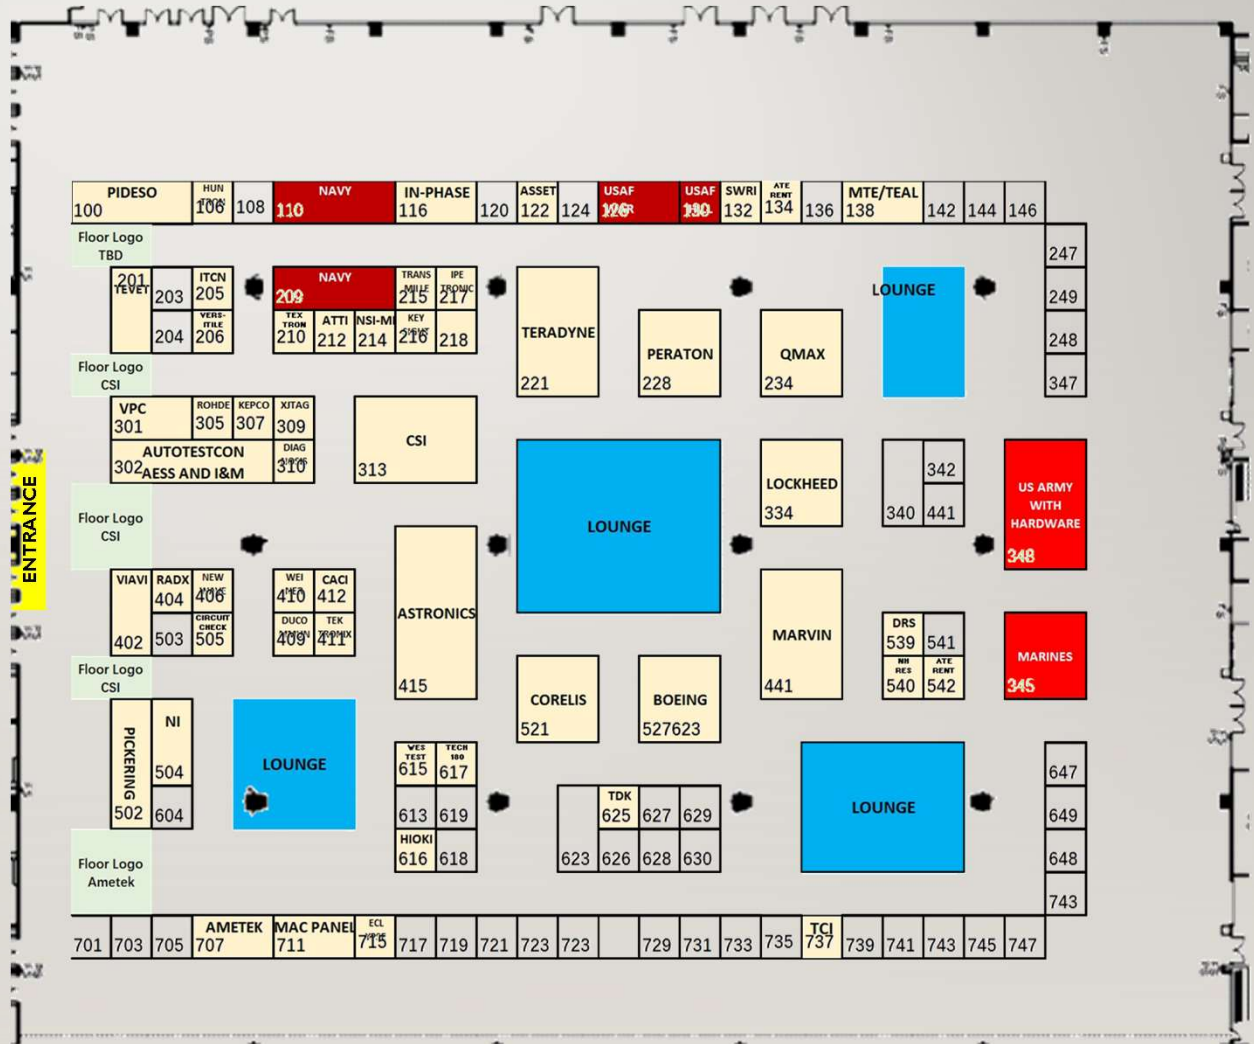 PIDESO
100
HUN
106
108
NAVY
110
IN-PHASE
116
120
ASSET
122
124
USAF
USAF
SWRI
132
ATE
RENT
134
136
MTE/TEAL
138
142
144
146
Floor Logo
TBD
247
249
248
347
201
TEVET
203
ITCN
205
204
VERS-
ITILE
206
NAVY
209
TRANS
215
IPE
TRONIC
217
TEX
TRON
210
ATTI
212
NSI-MI
214
KEY
216
218
TERADYNE
221
PERATON
228
QMAX
234
LOUNGE
Floor Logo
CSI
VPC
301
ROHDE
305
KEPCO
307
XJTAG
309
302
AUTOTESTCON
AESS AND I&M
DIAG
310
CSI
313
LOUNGE
LOCKHEED
334
340
342
441
US ARMY
WITH
HARDWARE
348
ENTRANCE
Floor Logo
CSI
VIAVI
402
RADX
404
NEW
406
503
CIRCUIT
CHECK
505
WEI
410
CACI
412
DUCO
409
TEK
TRONIX
411
ASTRONICS
415
MARVIN
441
DRS
539
541
NH
RES
540
ATE
RENT
542
MARINES
345
Floor Logo
CSI
PICKERING
502
NI
504
604
LOUNGE
CORELIS
521
BOEING
527623
WES
TEST
615
TECH
180
617
613
619
HIOKI
616
618
623
TDK
625
627
629
626
628
630
LOUNGE
647
649
648
743
Floor Logo
Ametek
701
703
705
AMETEK
707
MAC PANEL
711
ECL
715
717
719
721
723
723
729
731
733
735
TCI
737
739
741
743
745
747